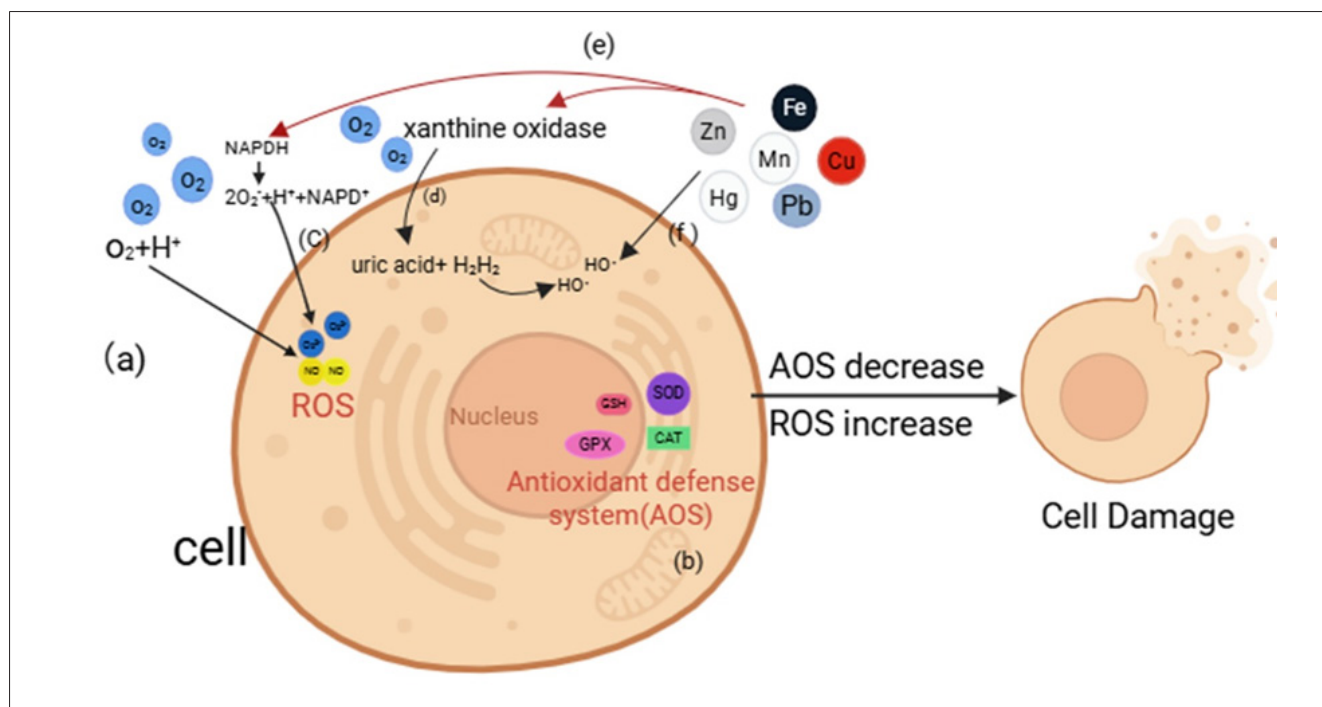 (e)
Fe
Zn
O₂
xanthine oxidase
O₂
NAPDH
Mn
Cu
O₂
O₂
2O₂⁻+H⁺+NAPD⁺
(d)
Hg
Pb
O₂
O₂+H⁺
(C)
(f)
uric acid+ H₂H₂
HO⁻
HO⁻
(a)
NO NO
ROS
Nucleus
GSH
SOD
GPX
CAT
Antioxidant defense
system(AOS)
(b)
cell
AOS decrease
ROS increase
Cell Damage